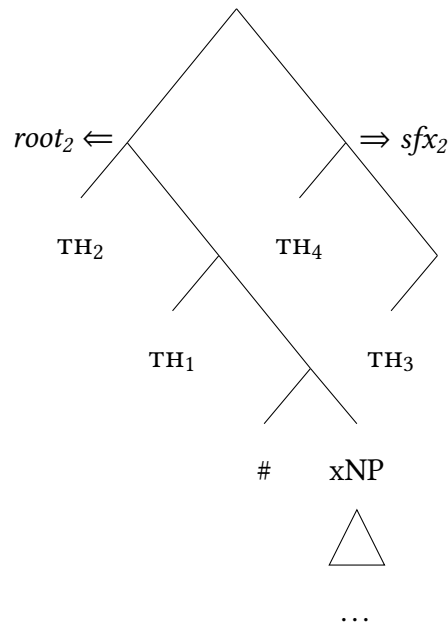 root₂ ⇐ ⇒ sfx₂
TH₂ TH₄
TH₁ TH₃
# xNP
...